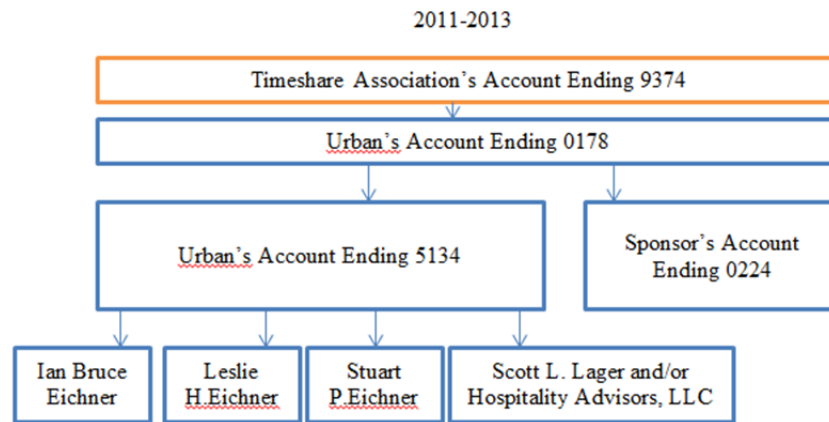 2011-2013
Timeshare Association’s Account Ending 9374
Urban’s Account Ending 0178
Urban’s Account Ending 5134
Sponsor’s Account
Ending 0224
Ian Bruce
Eichner
Leslie
H.Eichner
Stuart
P.Eichner
Scott L. Lager and/or
Hospitality Advisors, LLC